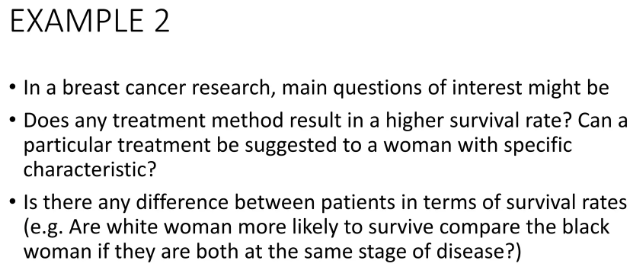 EXAMPLE 2
• In a breast cancer research, main questions of interest might be
• Does any treatment method result in a higher survival rate? Can a
particular treatment be suggested to a woman with specific
characteristic?
• Is there any difference between patients in terms of survival rates
(e.g. Are white woman more likely to survive compare the black
woman if they are both at the same stage of disease?)